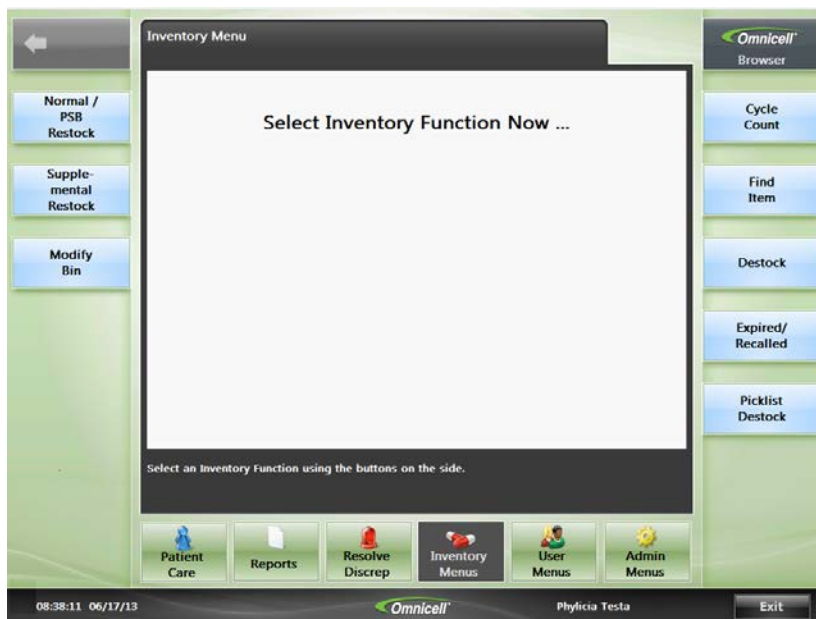 Inventory Menu
Omnicell
Browser
Normal /
PSB
Restock
Supple-
mental
Restock
Modify
Bin
Select Inventory Function Now ...
Cycle
Count
Find
Item
Destock
Expired/
Recalled
Picklist
Destock
Select an Inventory Function using the buttons on the side.
Patient
Care
Reports
Resolve
Discrep
Inventory
Menus
User
Menus
Admin
Menus
08:38:11 06/17/13
Omnicell
Phylicia Testa
Exit